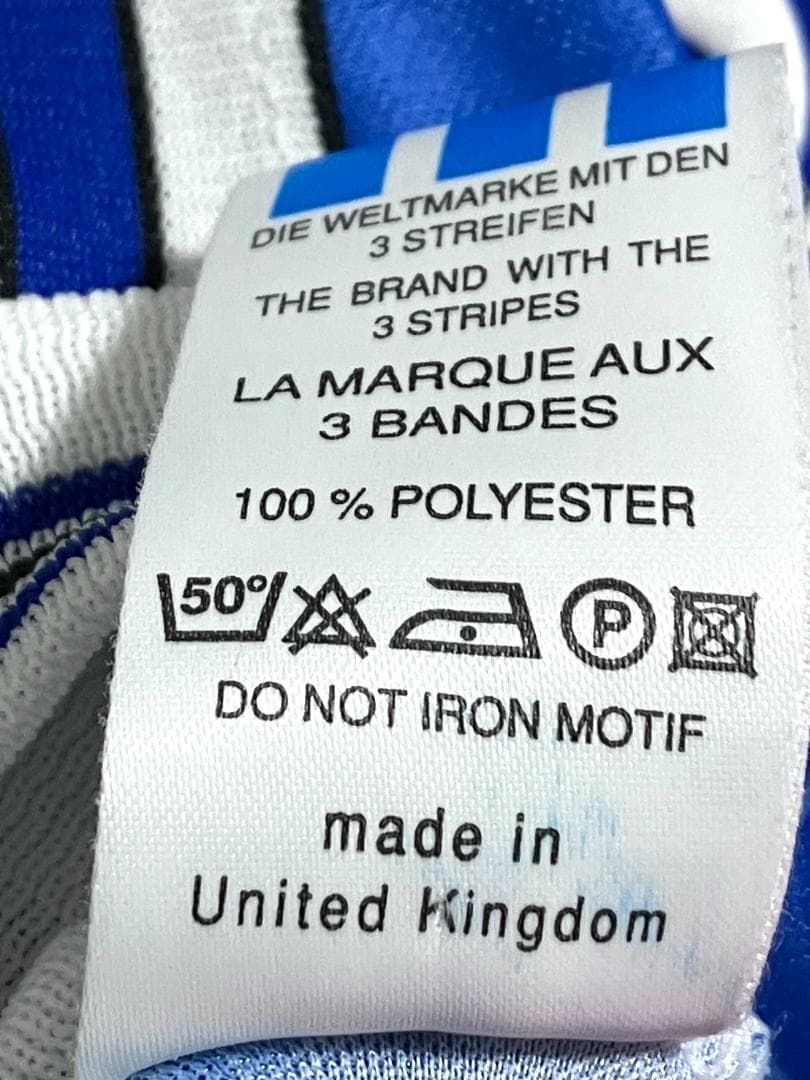 DIE WELTMARKE MIT DEN
3 STREIFEN
THE BRAND WITH THE
3 STRIPES
LA MARQUE AUX
3 BANDES
100 % POLYESTER
50°
P
DO NOT IRON MOTIF
made in
United Kingdom